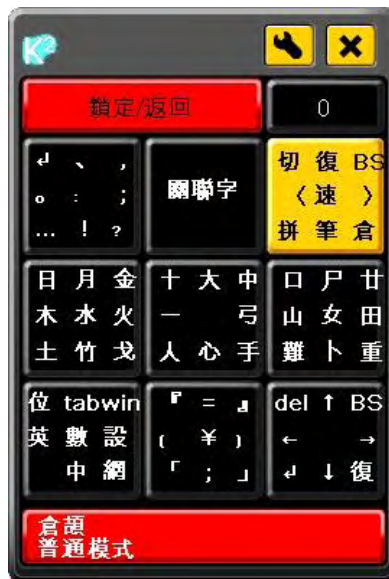 K²
鎖定/返回 0
↵ 、 ，
。 : ;
... ! ?
關聯字
切 復 BS
〈 速 〉
拼 筆 倉
日 月 金
木 水 火
土 竹 戈
十 大 中
一 弓
人 心 手
口 尸 廿
山 女 田
難 卜 重
位 tab win
英 數 設
中 網
『 = 』
( ¥ )
「 ; 」
del ↑ BS
← →
↵ ↓ 復
倉頡
普通模式